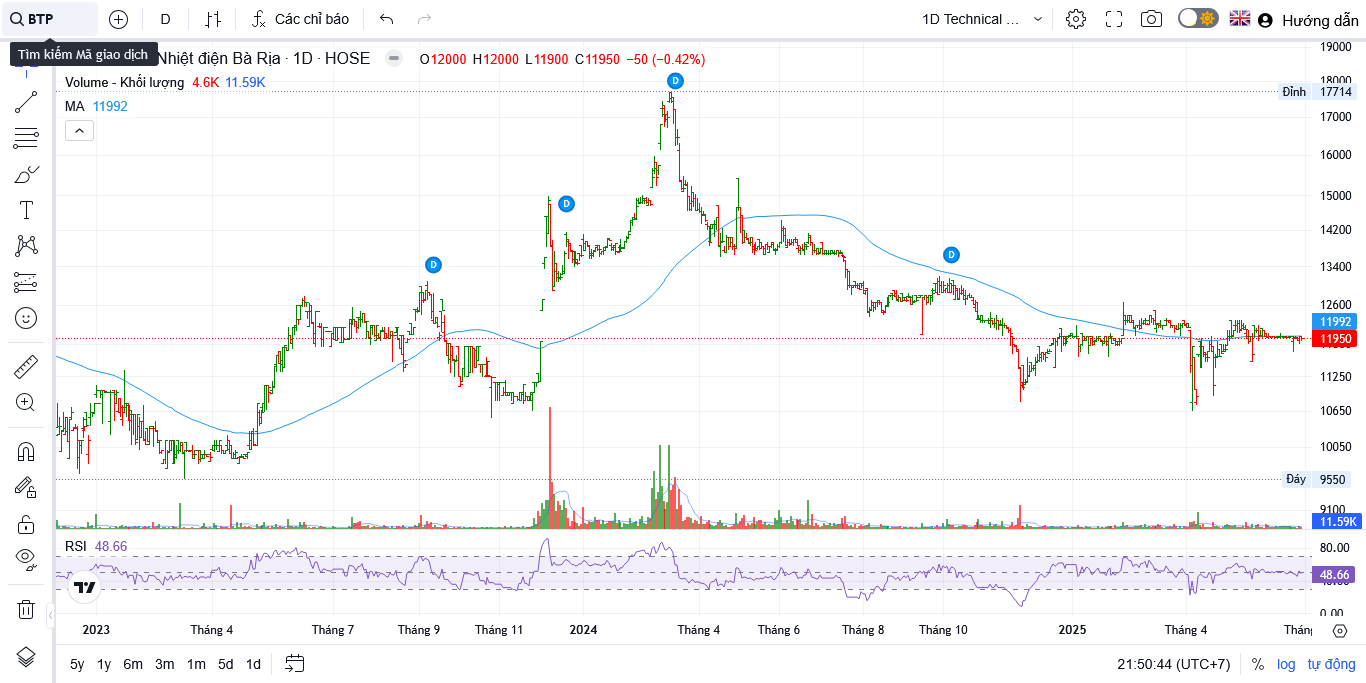 BTP
D
Các chỉ báo
1D Technical ...
Hướng dẫn
Tìm kiếm Mã giao dịch
Nhiệt điện Bà Rịa · 1D · HOSE
O12000 H12000 L11900 C11950 −50 (−0.42%)
Volume - Khối lượng 4.6K 11.59K
MA 11992
D
D
D
D
19000
18000
Đỉnh 17714
17000
16000
15000
14200
13400
12600
11992
11950
11250
10650
10050
Đáy 9550
9100
11.59K
RSI 48.66
80.00
48.66
0.00
2023 Tháng 4 Tháng 7 Tháng 9 Tháng 11 2024 Tháng 4 Tháng 6 Tháng 8 Tháng 10 2025 Tháng 4 Thán
5y 1y 6m 3m 1m 5d 1d
21:50:44 (UTC+7) % log tự động